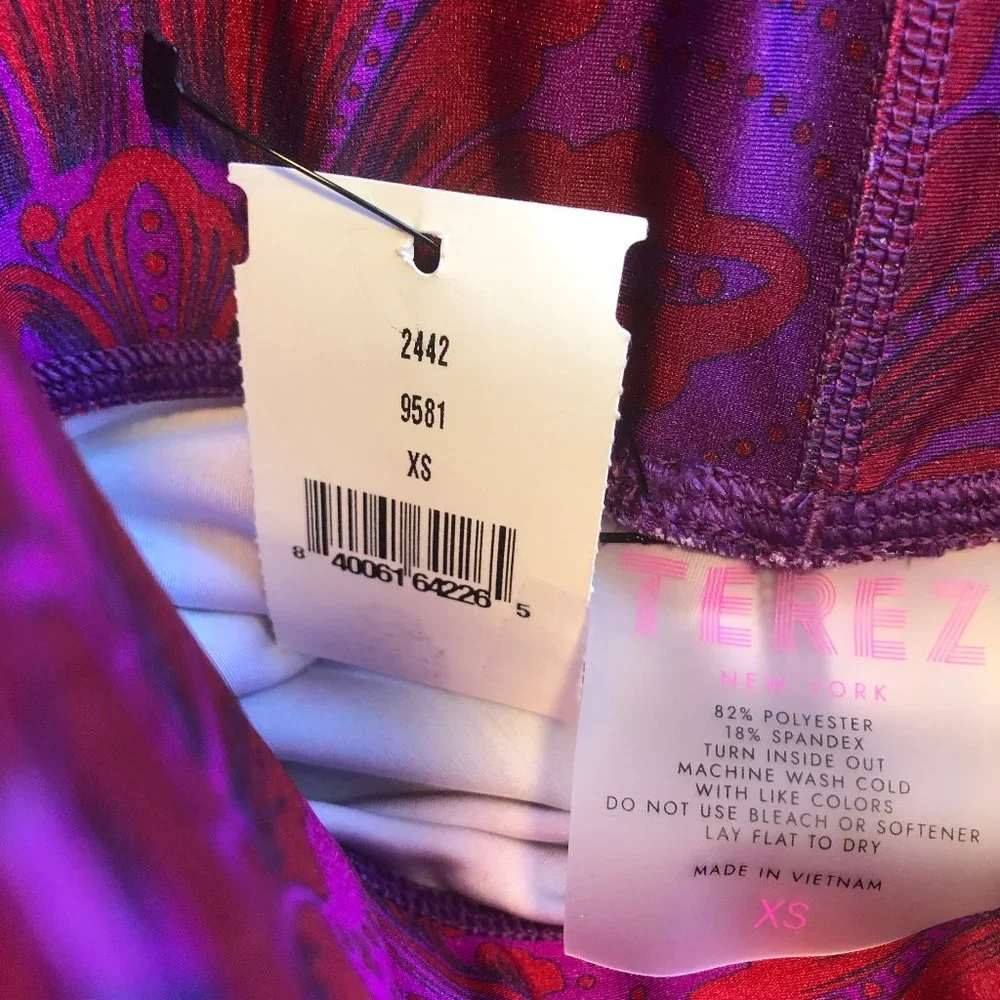 2442
9581
XS
8 40061 64226 5
TEREZ
NEW YORK
82% POLYESTER
18% SPANDEX
TURN INSIDE OUT
MACHINE WASH COLD
WITH LIKE COLORS
DO NOT USE BLEACH OR SOFTENER
LAY FLAT TO DRY
MADE IN VIETNAM
XS